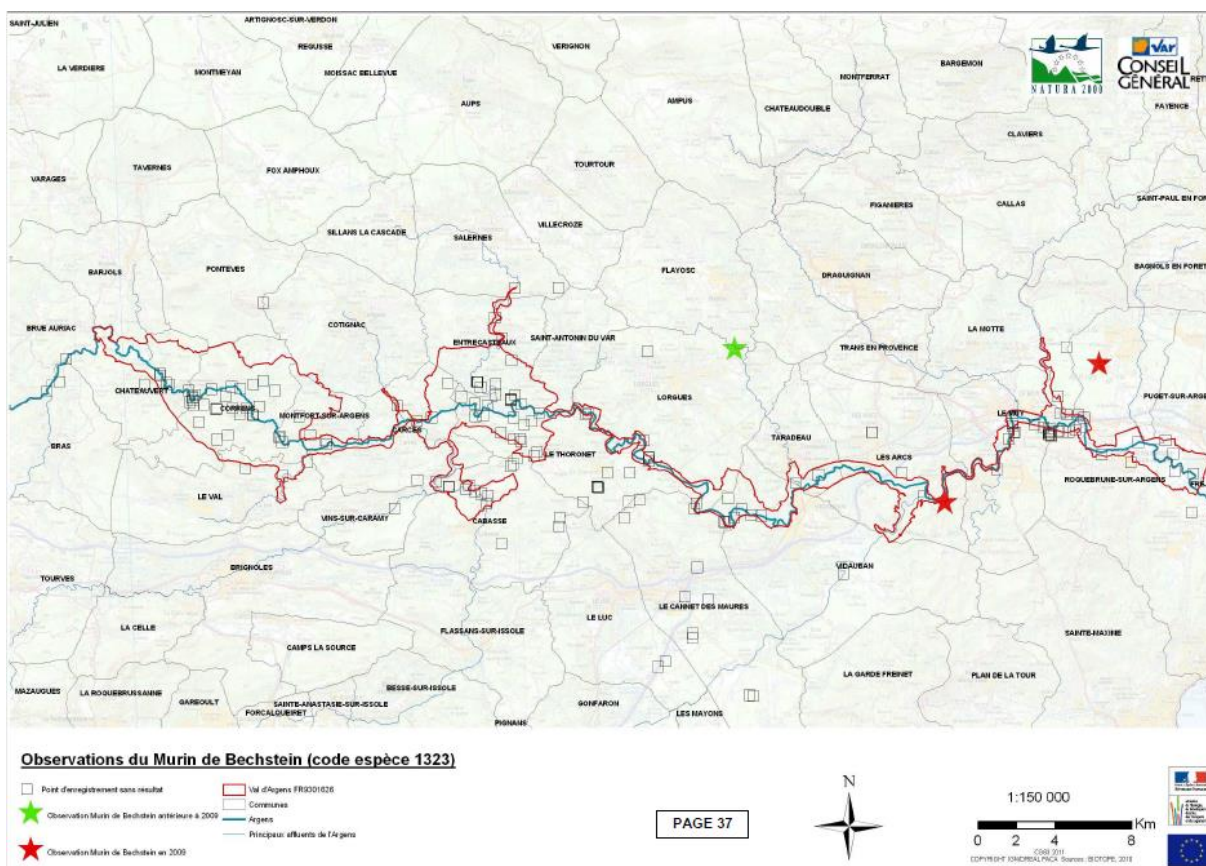 SAINT-JULIEN
ARTIGNOSC-SUR-VERDON
REGUSSE
VERIGNON
LA VERDIERE
MONTMEYAN
MOISSAC BELLEVUE
MONTFERRAT
BARGEMON
NATURA 2000
VAR
CONSEIL
GÉNÉRAL
AUPS
AMPUS
CHATEAUDOUBLE
FAYENCE
CLAVIERS
TAVERNES
FOX AMPHOUX
TOURTOUR
VARAGES
FIGANIERES
CALLAS
SAINT-PAUL EN FOR
VILLECROZE
SILLANS LA CASCADE
SALERNES
BARJOLS
PONTEVES
FLAYOSC
DRAGUIGNAN
BAGNOLS EN FORET
BRUE AURIAC
COTIGNAC
ENTRECASTEAUX
SAINT-ANTONIN DU VAR
LA MOTTE
TRANS EN PROVENCE
CHATEAUVERT
CORRENS
MONTFORT-SUR-ARGENS
LORGUES
PUGET-SUR-ARGE
CARCES
LE MUY
BRAS
TARADEAU
LE THORONET
LES ARCS
ROQUEBRUNE-SUR-ARGENS
FRE
LE VAL
VINS-SUR-CARAMY
CABASSE
BRIGNOLES
TOURVES
VIDAUBAN
LE CANNET DES MAURES
LE LUC
LA CELLE
FLASSANS-SUR-ISSOLE
SAINTE-MAXIME
CAMPS LA SOURCE
LA GARDE FREINET
PLAN DE LA TOUR
MAZAUGUES
LA ROQUEBRUSSANNE
GAREOULT
BESSE-SUR-ISSOLE
SAINTE-ANASTASIE-SUR-ISSOLE
FORCALQUEIRET
GONFARON
LES MAYONS
PIGNANS
Observations du Murin de Bechstein (code espèce 1323)
Point d'enregistrement sans résultat
Observation Murin de Bechstein antérieure à 2009
Observation Murin de Bechstein en 2009
Val d'Argens FR9301626
Communes
Argens
Principaux affluents de l'Argens
PAGE 37
N
1:150 000
Km
0 2 4 8